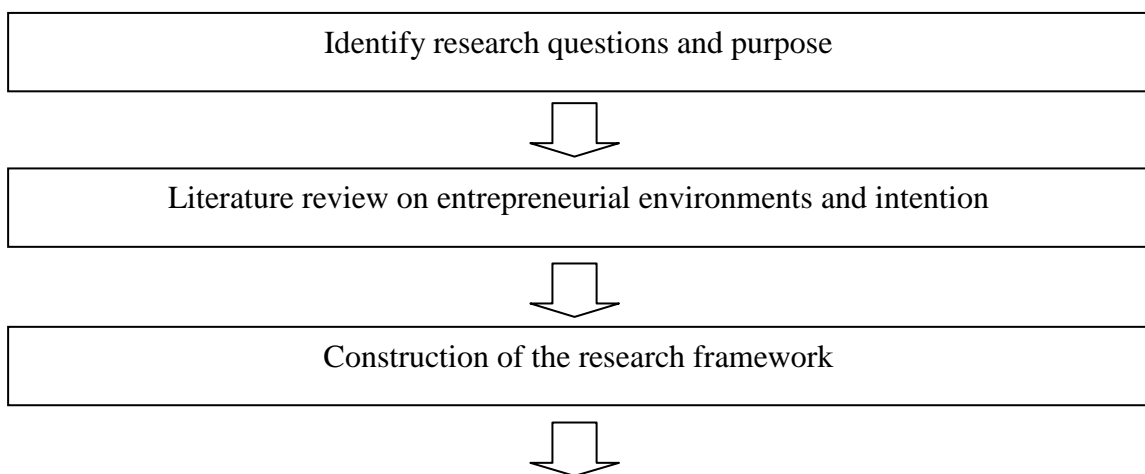 Identify research questions and purpose
Literature review on entrepreneurial environments and intention
Construction of the research framework